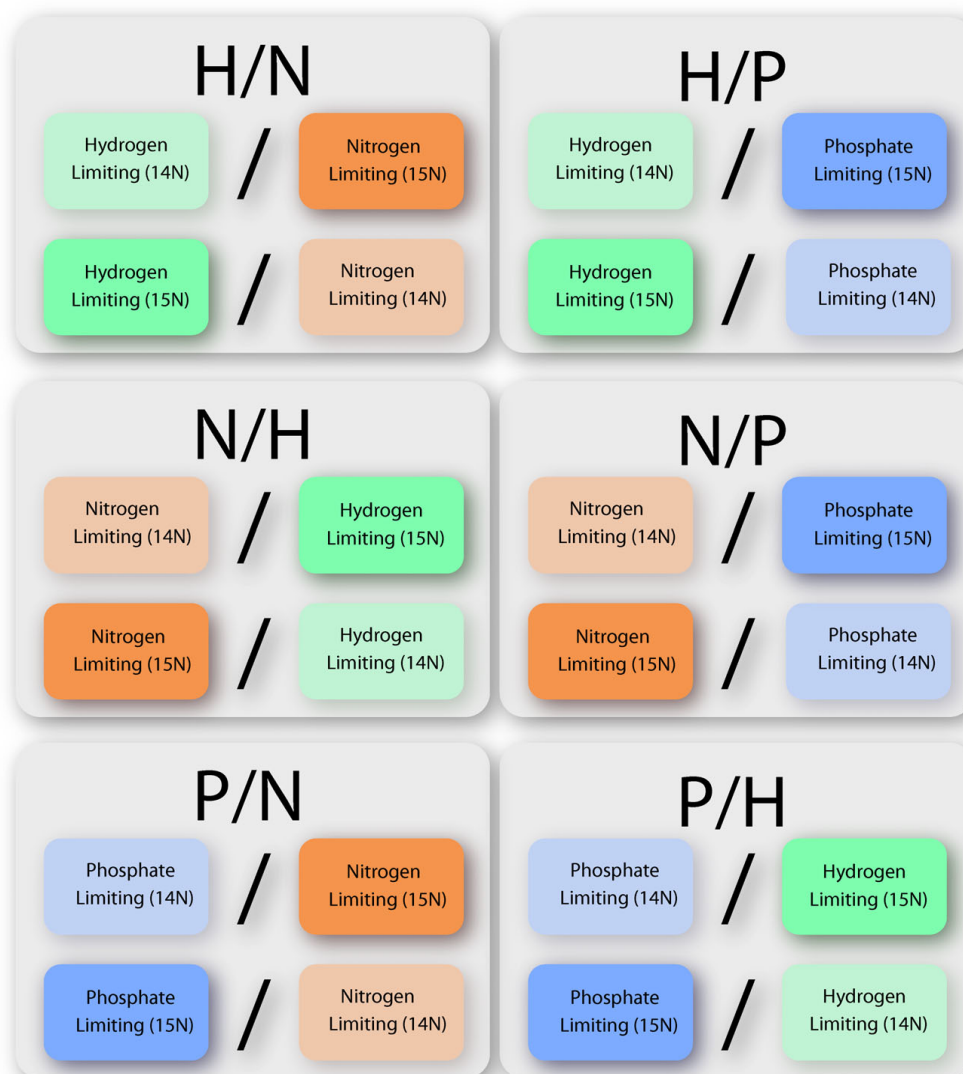 H/N
Hydrogen
Limiting (14N)
/
Nitrogen
Limiting (15N)
Hydrogen
Limiting (15N)
/
Nitrogen
Limiting (14N)
H/P
Hydrogen
Limiting (14N)
/
Phosphate
Limiting (15N)
Hydrogen
Limiting (15N)
/
Phosphate
Limiting (14N)
N/H
Nitrogen
Limiting (14N)
/
Hydrogen
Limiting (15N)
Nitrogen
Limiting (15N)
/
Hydrogen
Limiting (14N)
N/P
Nitrogen
Limiting (14N)
/
Phosphate
Limiting (15N)
Nitrogen
Limiting (15N)
/
Phosphate
Limiting (14N)
P/N
Phosphate
Limiting (14N)
/
Nitrogen
Limiting (15N)
Phosphate
Limiting (15N)
/
Nitrogen
Limiting (14N)
P/H
Phosphate
Limiting (14N)
/
Hydrogen
Limiting (15N)
Phosphate
Limiting (15N)
/
Hydrogen
Limiting (14N)